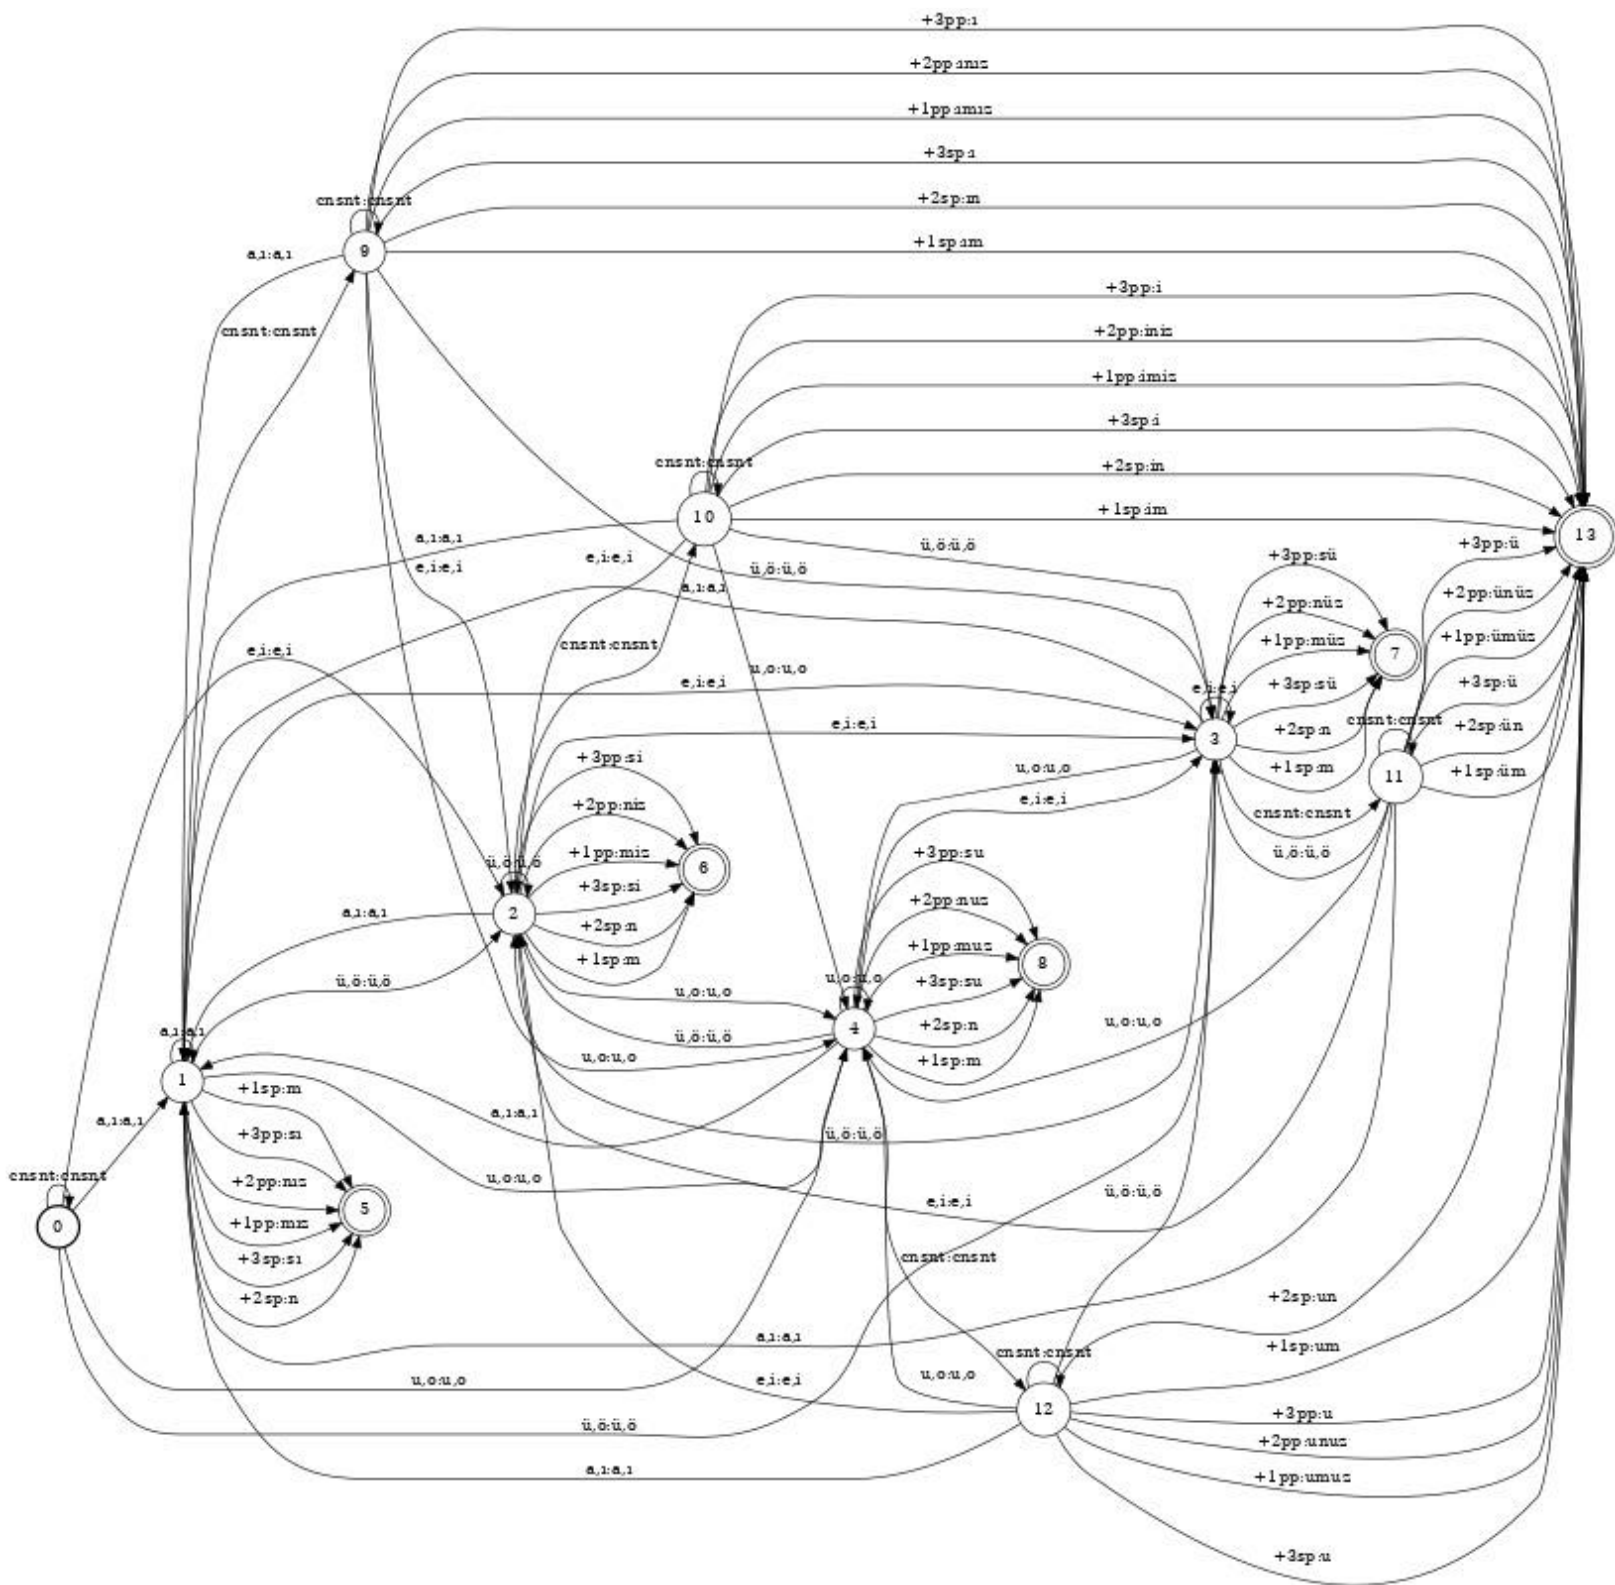 +3pp:ı
+2pp:ınız
+1pp:ımız
+3sp:ı
cnsnt:cnsnt
+2sp:ın
9
+1sp:ım
a,ı:a,ı
+3pp:i
cnsnt:cnsnt
+2pp:iniz
+1pp:imiz
+3sp:i
cnsnt:cnsnt
+2sp:in
10
+1sp:im
13
a,ı:a,ı
ü,ö:ü,ö
+3pp:ü
e,i:e,i
e,i:e,i
+3pp:sü
ü,ö:ü,ö
a,ı:a,ı
+2pp:ünüz
+2pp:nüz
cnsnt:cnsnt
+1pp:müz
7
+1pp:ümüz
e,i:e,i
u,o:u,o
e,i:e,i
e,i:e,i
+3sp:sü
+3sp:ü
e,i:e,i
+2sp:n
cnsnt:cnsnt
+2sp:ün
3
+3pp:si
u,o:u,o
+1sp:m
11
+1sp:üm
+2pp:niz
e,i:e,i
cnsnt:cnsnt
+1pp:miz
ü,ö:ü,ö
ü,ö:ü,ö
6
+3pp:su
+3sp:si
+2pp:nuz
a,ı:a,ı
2
+2sp:n
+1pp:muz
+1sp:m
8
ü,ö:ü,ö
u,o:u,o
u,o:u,o
+3sp:su
4
+2sp:n
u,o:u,o
a,ı:a,ı
ü,ö:ü,ö
u,o:u,o
+1sp:m
1
+1sp:m
a,ı:a,ı
a,ı:a,ı
ü,ö:ü,ö
+3pp:sı
cnsnt:cnsnt
+2pp:nız
u,o:u,o
5
e,i:e,i
ü,ö:ü,ö
0
+1pp:mız
+3sp:sı
cnsnt:cnsnt
+2sp:n
+2sp:un
a,ı:a,ı
cnsnt:cnsnt
+1sp:um
u,o:u,o
e,i:e,i
u,o:u,o
12
+3pp:u
ü,ö:ü,ö
+2pp:unuz
a,ı:a,ı
+1pp:umuz
+3sp:u